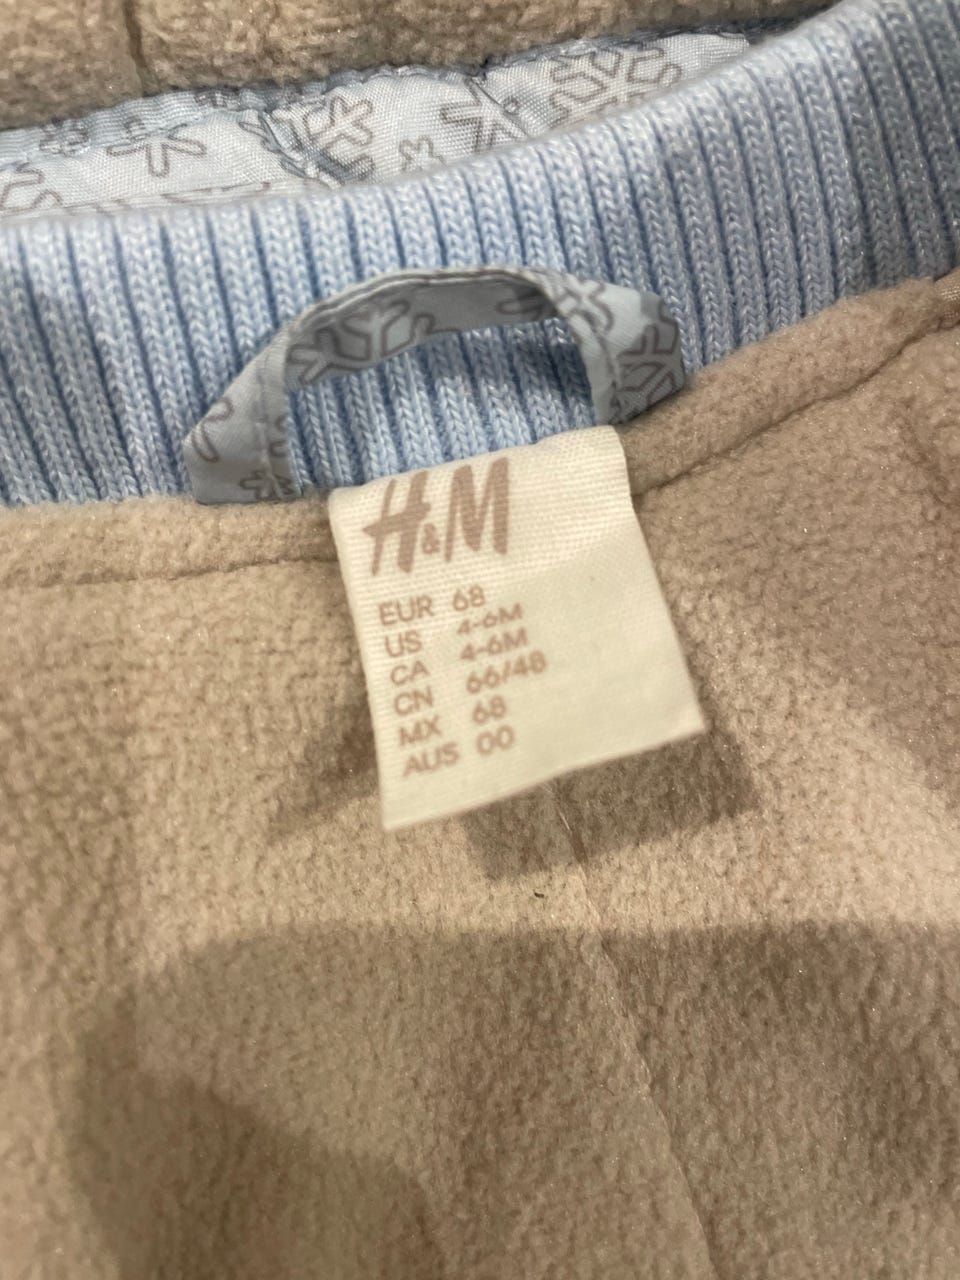 H&M
EUR 68
US 4-6M
CA 4-6M
CN 66/48
MX 68
AUS 00